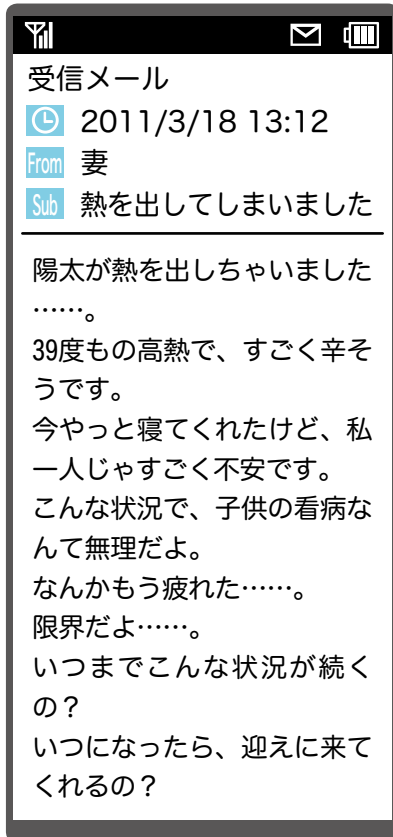 受信メール
2011/3/18 13:12
From 妻
Sub 熱を出してしまいました
陽太が熱を出しちゃいました
……。
39度もの高熱で、すごく辛そ
うです。
今やっと寝てくれたけど、私
一人じゃすごく不安です。
こんな状況で、子供の看病な
んて無理だよ。
なんかもう疲れた……。
限界だよ……。
いつまでこんな状況が続く
の？
いつになったら、迎えに来て
くれるの？